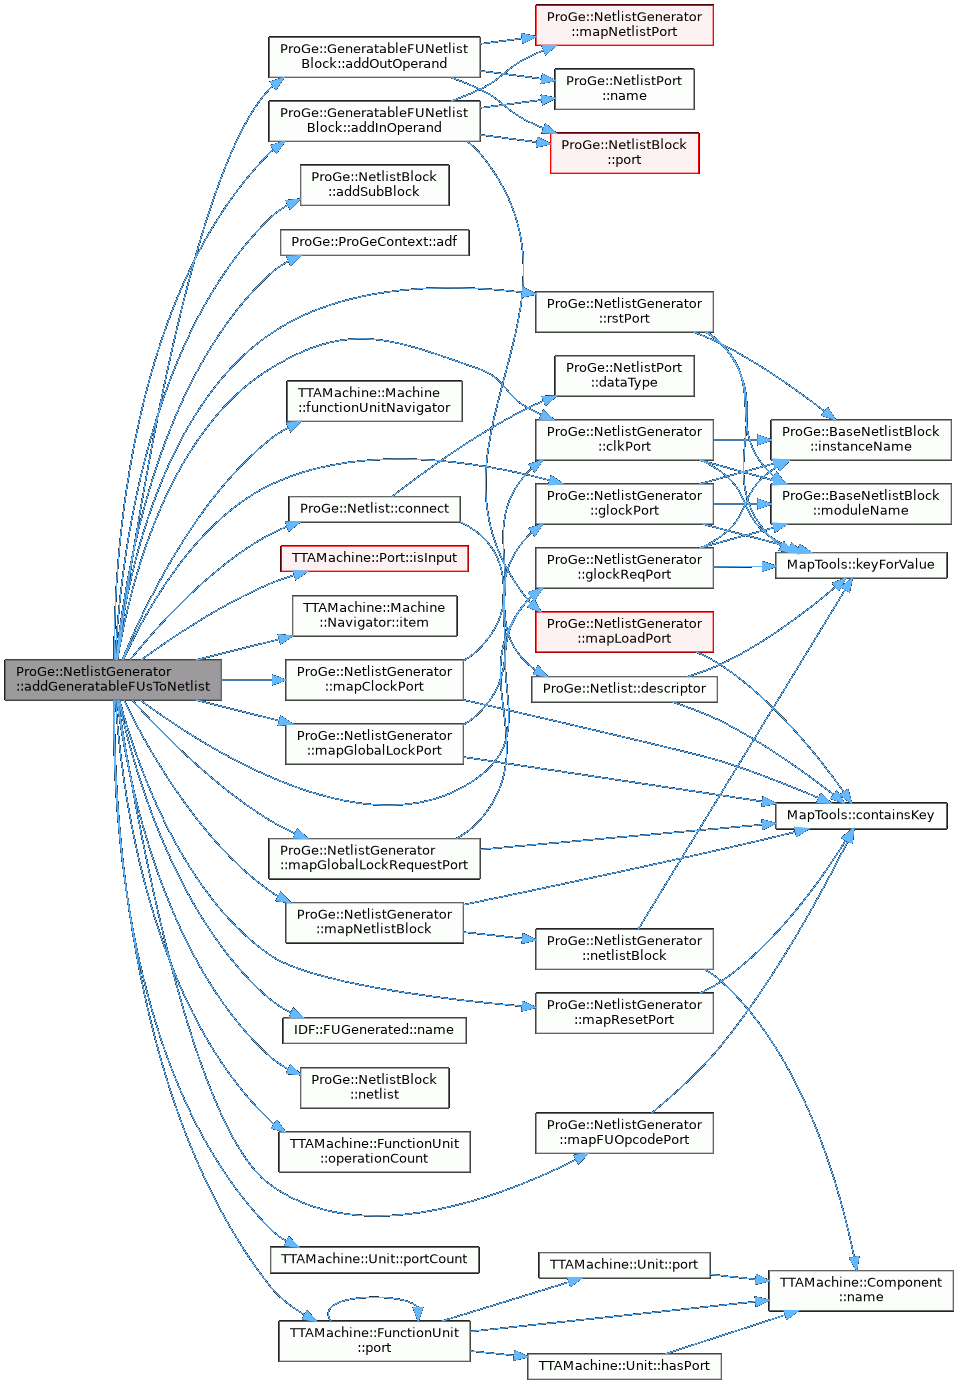 ProGe::NetlistGenerator
::addGeneratableFUsToNetlist
ProGe::GeneratableFUNetlist
Block::addOutOperand
ProGe::GeneratableFUNetlist
Block::addInOperand
ProGe::NetlistBlock
::addSubBlock
ProGe::ProGeContext::adf
TTAMachine::Machine
::functionUnitNavigator
ProGe::Netlist::connect
TTAMachine::Port::isInput
TTAMachine::Machine
::Navigator::item
ProGe::NetlistGenerator
::mapClockPort
ProGe::NetlistGenerator
::mapGlobalLockPort
ProGe::NetlistGenerator
::mapGlobalLockRequestPort
ProGe::NetlistGenerator
::mapNetlistBlock
IDF::FUGenerated::name
ProGe::NetlistBlock
::netlist
TTAMachine::FunctionUnit
::operationCount
TTAMachine::Unit::portCount
TTAMachine::FunctionUnit
::port
ProGe::NetlistGenerator
::mapNetlistPort
ProGe::NetlistPort
::name
ProGe::NetlistBlock
::port
ProGe::NetlistGenerator
::rstPort
ProGe::NetlistPort
::dataType
ProGe::NetlistGenerator
::clkPort
ProGe::NetlistGenerator
::glockPort
ProGe::NetlistGenerator
::glockReqPort
ProGe::NetlistGenerator
::mapLoadPort
ProGe::Netlist::descriptor
ProGe::NetlistGenerator
::netlistBlock
ProGe::NetlistGenerator
::mapResetPort
ProGe::NetlistGenerator
::mapFUOpcodePort
TTAMachine::Unit::port
TTAMachine::Unit::hasPort
ProGe::BaseNetlistBlock
::instanceName
ProGe::BaseNetlistBlock
::moduleName
MapTools::keyForValue
MapTools::containsKey
TTAMachine::Component
::name